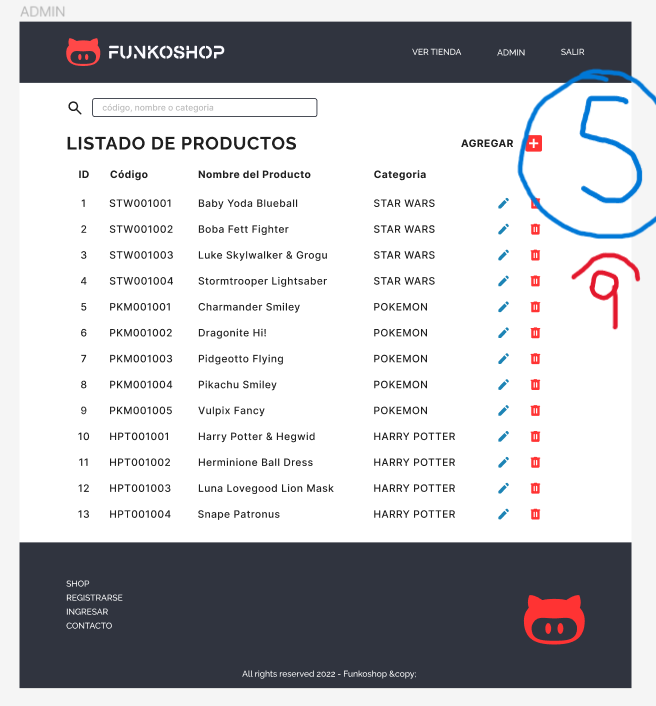 ADMIN
FUNKOSHOP VER TIENDA ADMIN SALIR
código, nombre o categoria
5
LISTADO DE PRODUCTOS AGREGAR
ID Código Nombre del Producto Categoria
1 STW001001 Baby Yoda Blueball STAR WARS
2 STW001002 Boba Fett Fighter STAR WARS
3 STW001003 Luke Skylwalker & Grogu STAR WARS
4 STW001004 Stormtrooper Lightsaber STAR WARS
9
5 PKM001001 Charmander Smiley POKEMON
6 PKM001002 Dragonite Hi! POKEMON
7 PKM001003 Pidgeotto Flying POKEMON
8 PKM001004 Pikachu Smiley POKEMON
9 PKM001005 Vulpix Fancy POKEMON
10 HPT001001 Harry Potter & Hegwid HARRY POTTER
11 HPT001002 Herminione Ball Dress HARRY POTTER
12 HPT001003 Luna Lovegood Lion Mask HARRY POTTER
13 HPT001004 Snape Patronus HARRY POTTER
SHOP
REGISTRARSE
INGRESAR
CONTACTO
All rights reserved 2022 - Funkoshop &copy;